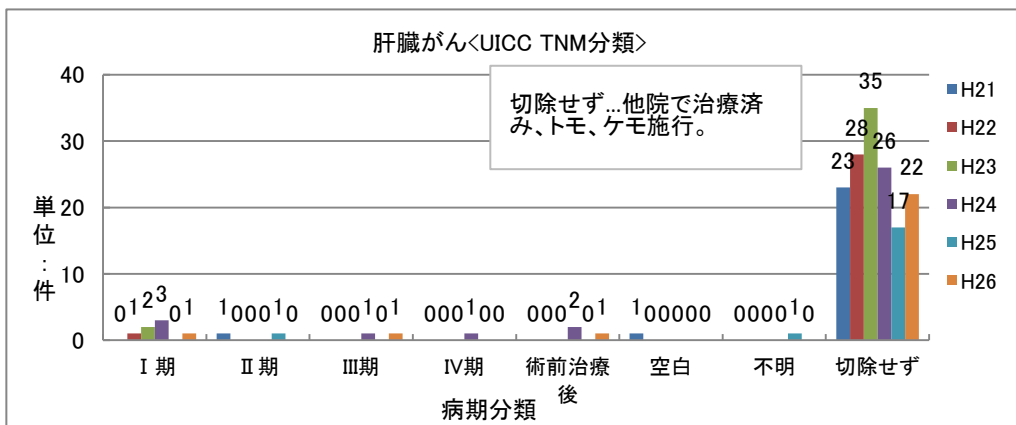 肝臓がん<UICC TNM分類>
切除せず…他院で治療済
み、トモ、ケモ施行。
単位:件
40
30
20
10
0
0 1 2 3 0 1
1 0 0 0 1 0
0 0 0 1 0 1
0 0 0 1 0 0
0 0 0 2 0 1
1 0 0 0 0 0
0 0 0 0 1 0
23 28 35 26 17 22
Ⅰ期
Ⅱ期
Ⅲ期
Ⅳ期
術前治療
後
空白
不明
切除せず
病期分類
H21
H22
H23
H24
H25
H26